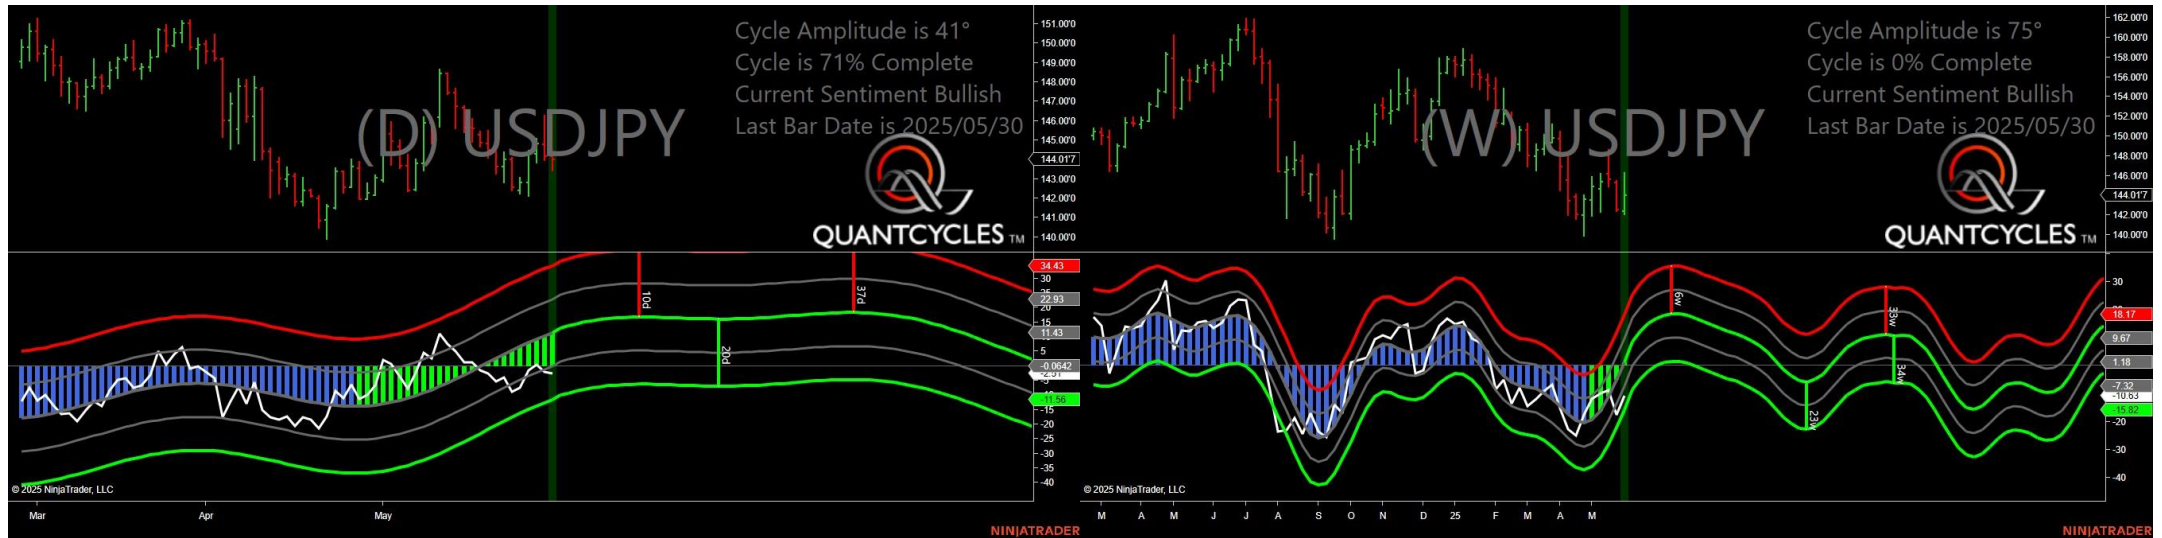 Cycle Amplitude is 41°
Cycle is 71% Complete
Current Sentiment Bullish
Last Bar Date is 2025/05/30
(D) USDJPY
QUANTCYCLES TM
151.00'0
150.00'0
149.00'0
148.00'0
147.00'0
146.00'0
145.00'0
144.01'7
143.00'0
142.00'0
141.00'0
140.00'0
34.43
30
22.93
20
15
11.43
5
-0.0642
-11.56
-15
-20
-25
-30
-35
-40
10d
20d
37d
© 2025 NinjaTrader, LLC
Mar
Apr
May
NINJATRADER
Cycle Amplitude is 75°
Cycle is 0% Complete
Current Sentiment Bullish
Last Bar Date is 2025/05/30
(W) USDJPY
QUANTCYCLES TM
162.00'0
160.00'0
158.00'0
156.00'0
154.00'0
152.00'0
150.00'0
148.00'0
146.00'0
144.01'7
142.00'0
140.00'0
30
18.17
9.67
1.18
-7.32
-10.63
-15.82
-20
-30
-40
6w
23w
33w
34w
© 2025 NinjaTrader, LLC
M A M J J A S O N D 25 F M A M
NINJATRADER